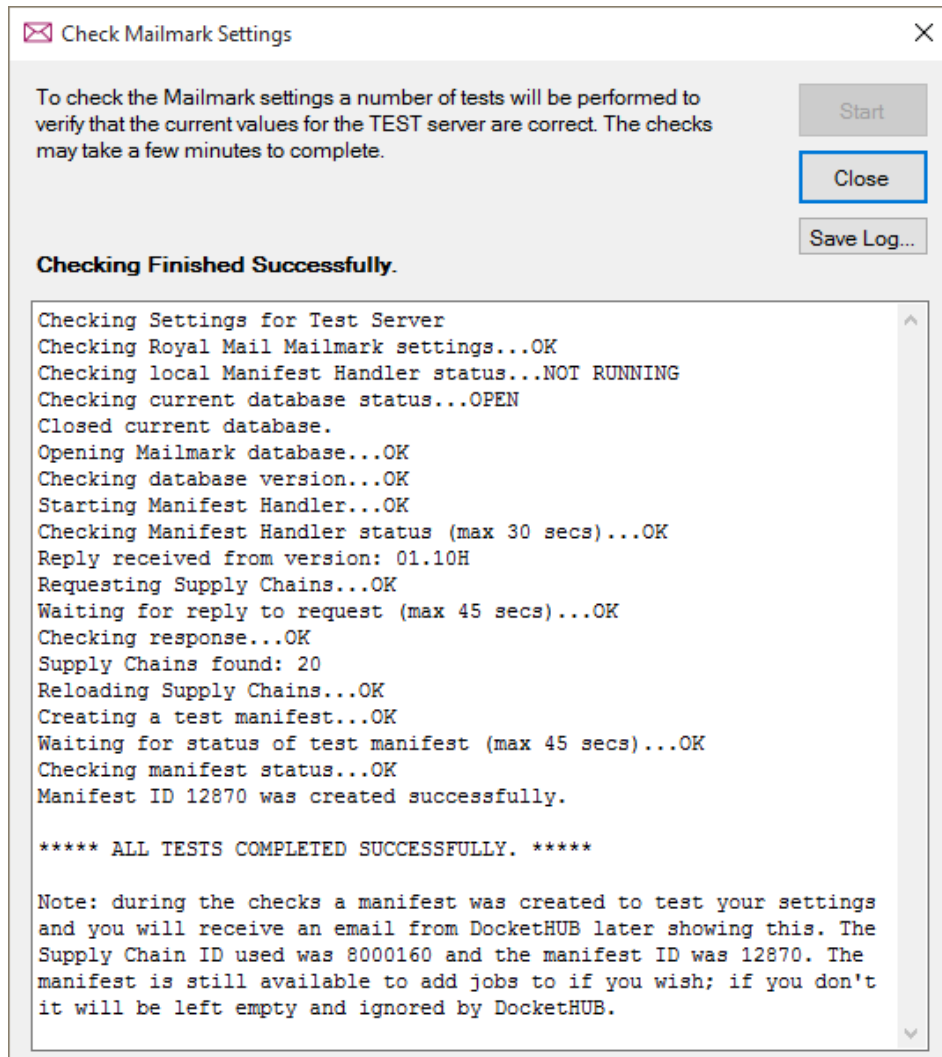 Check Mailmark Settings
To check the Mailmark settings a number of tests will be performed to
verify that the current values for the TEST server are correct. The checks
may take a few minutes to complete.
Start
Close
Save Log...
Checking Finished Successfully.
Checking Settings for Test Server
Checking Royal Mail Mailmark settings...OK
Checking local Manifest Handler status...NOT RUNNING
Checking current database status...OPEN
Closed current database.
Opening Mailmark database...OK
Checking database version...OK
Starting Manifest Handler...OK
Checking Manifest Handler status (max 30 secs)...OK
Reply received from version: 01.10H
Requesting Supply Chains...OK
Waiting for reply to request (max 45 secs)...OK
Checking response...OK
Supply Chains found: 20
Reloading Supply Chains...OK
Creating a test manifest...OK
Waiting for status of test manifest (max 45 secs)...OK
Checking manifest status...OK
Manifest ID 12870 was created successfully.
***** ALL TESTS COMPLETED SUCCESSFULLY. *****
Note: during the checks a manifest was created to test your settings
and you will receive an email from DocketHUB later showing this. The
Supply Chain ID used was 8000160 and the manifest ID was 12870. The
manifest is still available to add jobs to if you wish; if you don't
it will be left empty and ignored by DocketHUB.